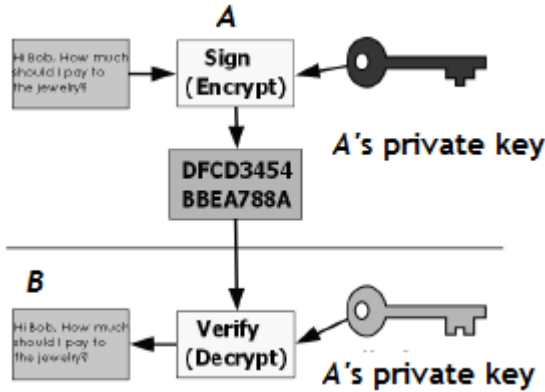 A
Hi Bob, How much
should I pay to
the jewelry?
Sign
(Encrypt)
A's private key
DFCD3454
BBEA788A
B
Hi Bob, How much
should I pay to
the jewelry?
Verify
(Decrypt)
A's private key